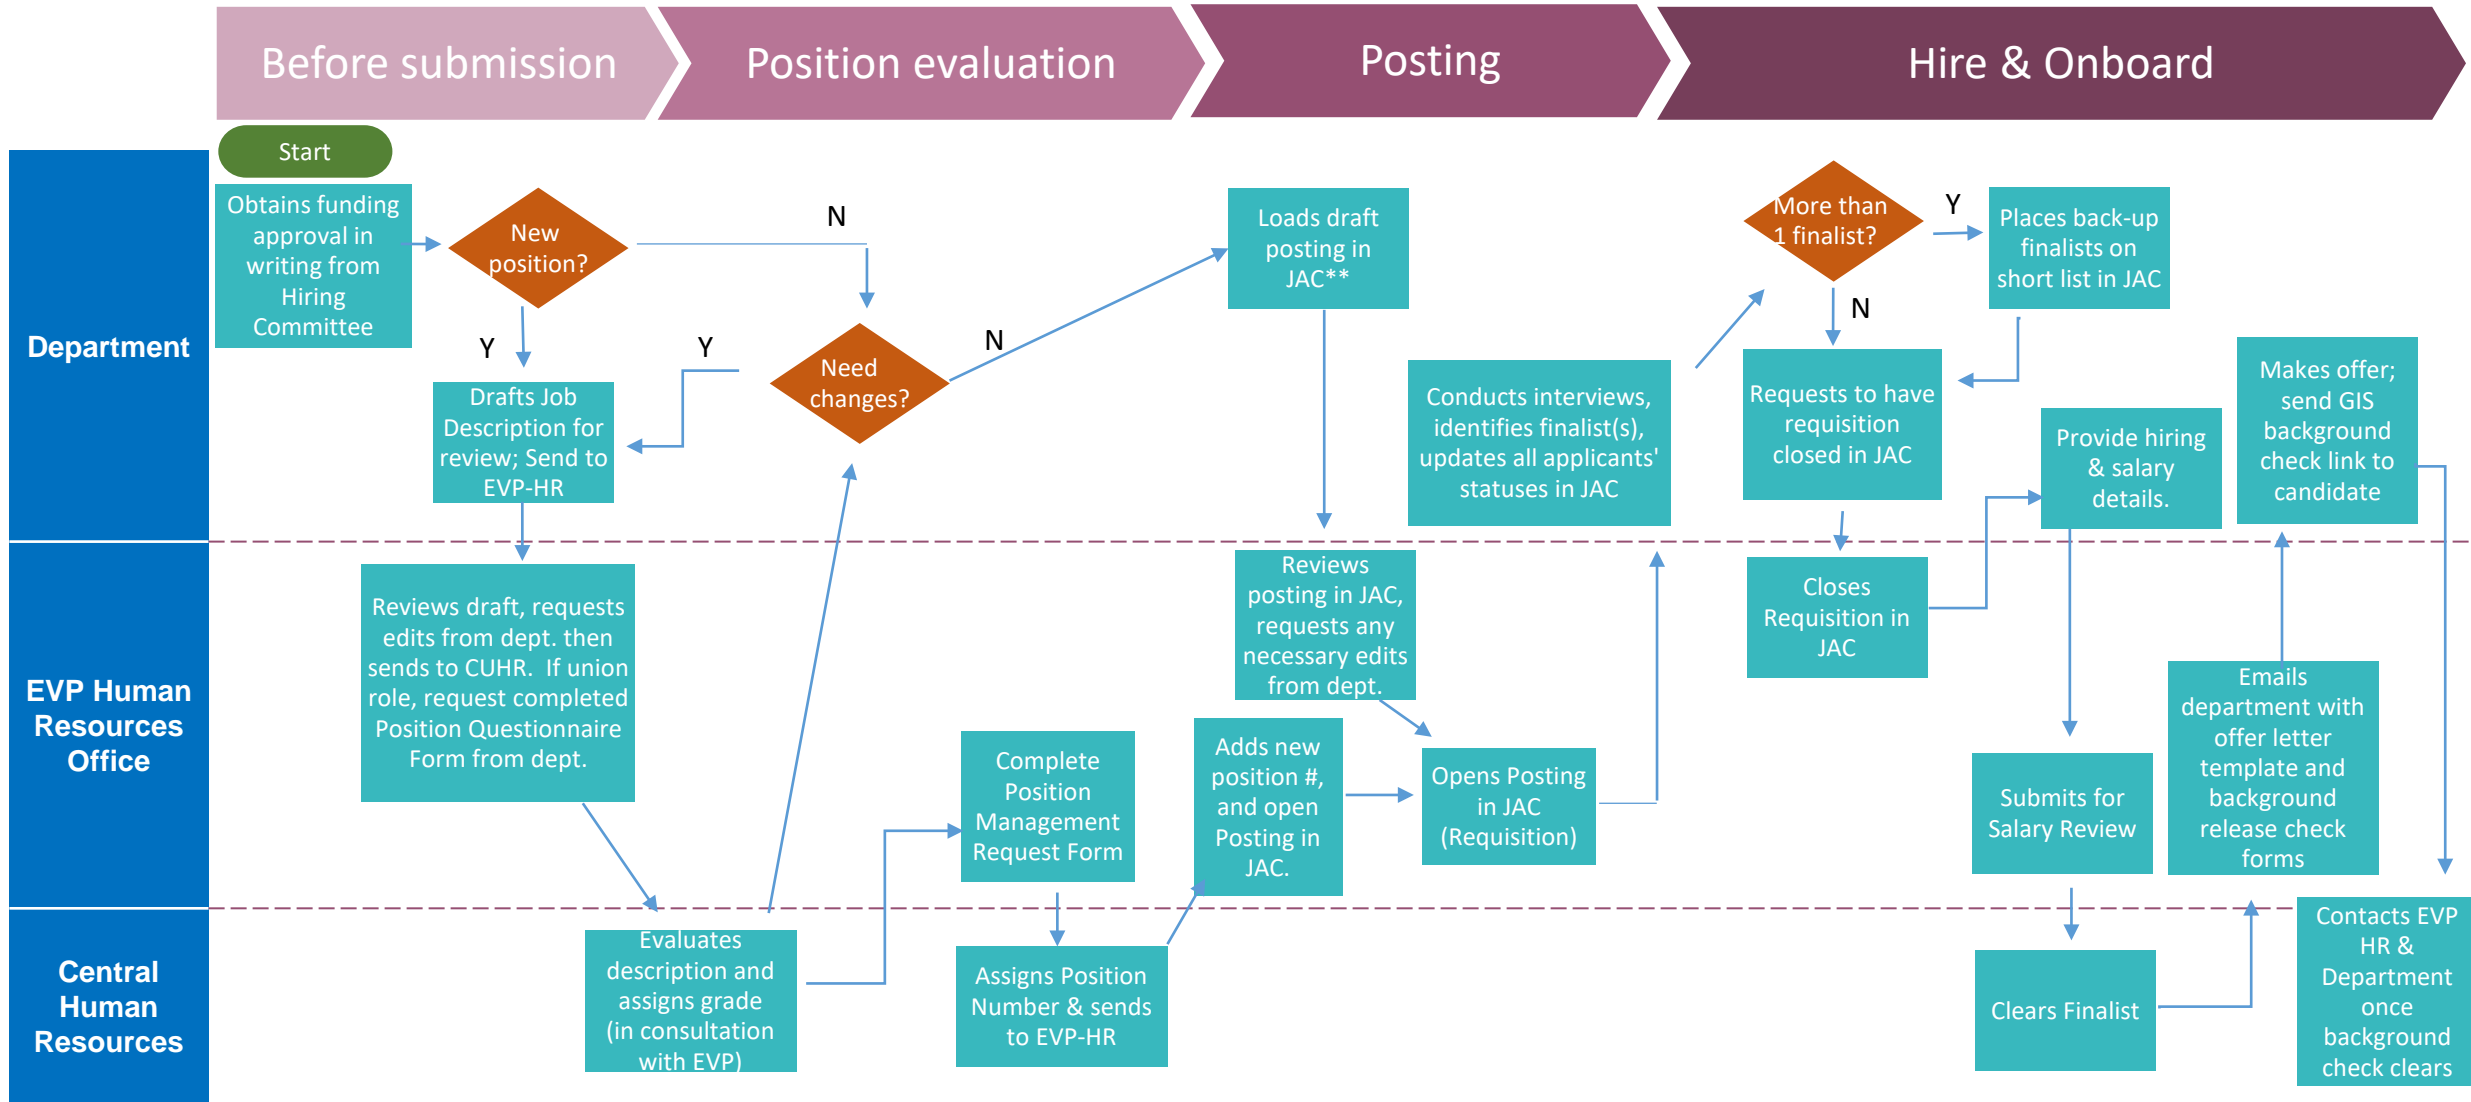 Before submission
Position evaluation
Posting
Hire & Onboard
Start
Department
Obtains funding
approval in
writing from
Hiring
Committee
New
position?
N
Y
Drafts Job
Description for
review; Send to
EVP-HR
Y
Need
changes?
N
Loads draft
posting in
JAC**
Conducts interviews,
identifies finalist(s),
updates all applicants'
statuses in JAC
More than
1 finalist?
Y
N
Places back-up
finalists on
short list in JAC
Requests to have
requisition
closed in JAC
Provide hiring
& salary
details.
Makes offer;
send GIS
background
check link to
candidate
EVP Human
Resources
Office
Reviews draft, requests
edits from dept. then
sends to CUHR.  If union
role, request completed
Position Questionnaire
Form from dept.
Complete
Position
Management
Request Form
Reviews
posting in JAC,
requests any
necessary edits
from dept.
Adds new
position #,
and open
Posting in
JAC.
Opens Posting
in JAC
(Requisition)
Closes
Requisition in
JAC
Submits for
Salary Review
Emails
department with
offer letter
template and
background
release check
forms
Central
Human
Resources
Evaluates
description and
assigns grade
(in consultation
with EVP)
Assigns Position
Number & sends
to EVP-HR
Clears Finalist
Contacts EVP
HR &
Department
once
background
check clears